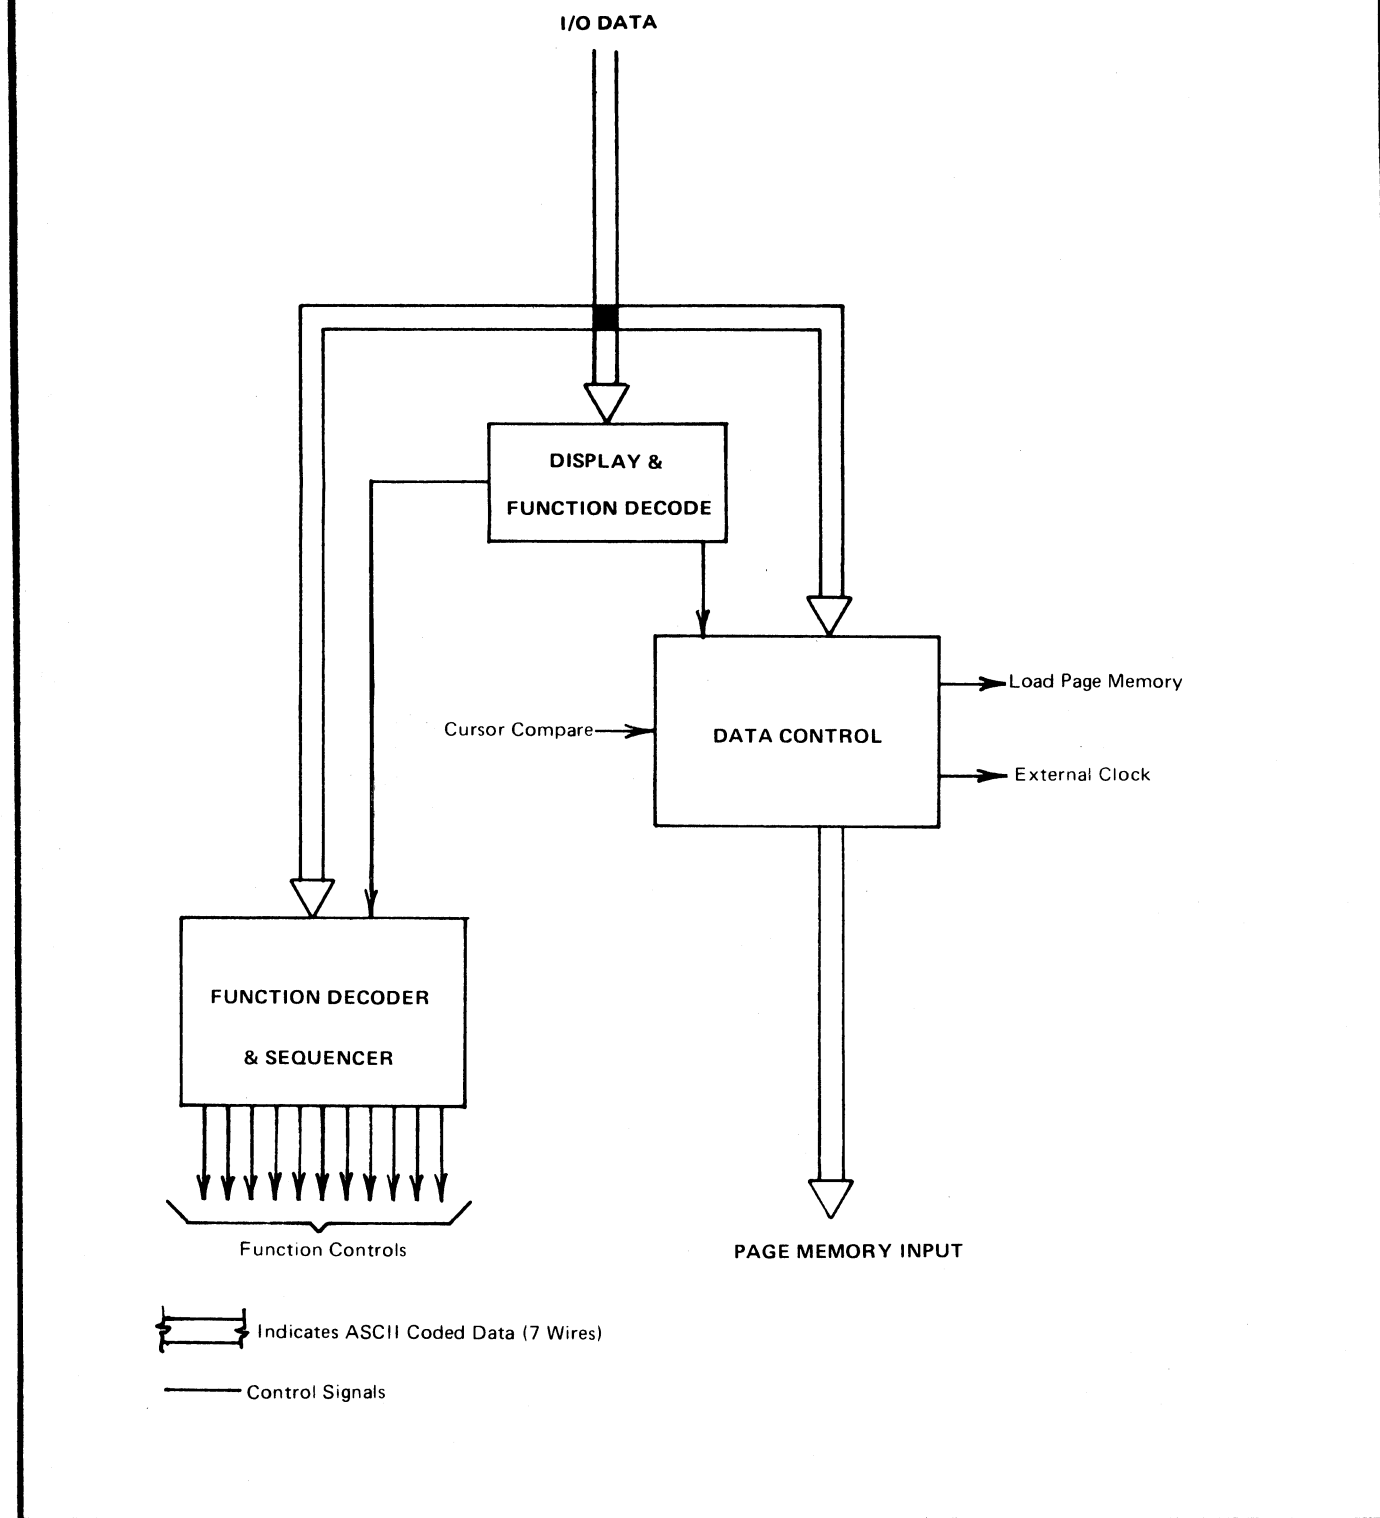 I/O DATA
DISPLAY &
FUNCTION DECODE
Load Page Memory
Cursor Compare
DATA CONTROL
External Clock
FUNCTION DECODER
& SEQUENCER
Function Controls
PAGE MEMORY INPUT
Indicates ASCII Coded Data (7 Wires)
Control Signals